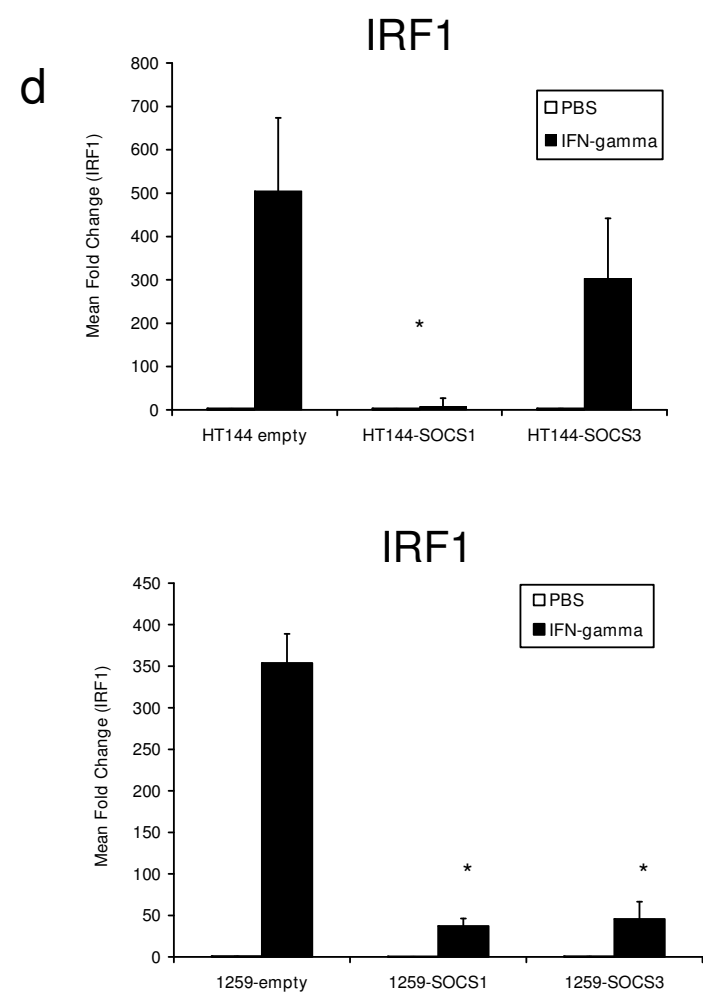 d
IRF1
Mean Fold Change (IRF1)
800
700
600
500
400
300
200
100
0
PBS
IFN-gamma
*
HT144 empty HT144-SOCS1 HT144-SOCS3
IRF1
Mean Fold Change (IRF1)
450
400
350
300
250
200
150
100
50
0
PBS
IFN-gamma
* *
1259-empty 1259-SOCS1 1259-SOCS3